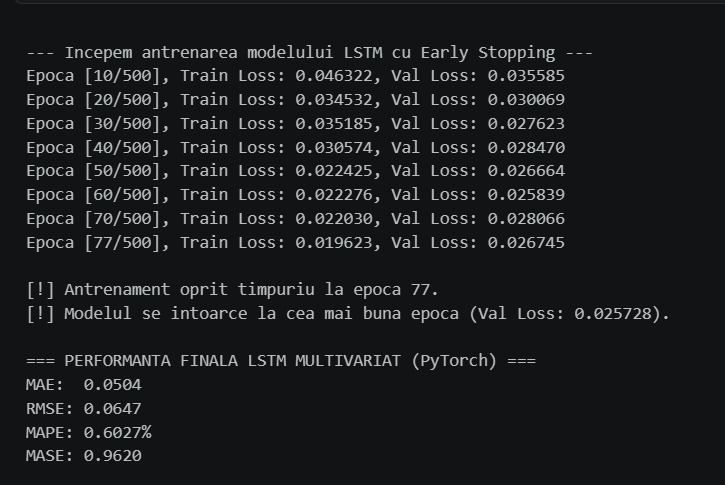 --- Incepem antrenarea modelului LSTM cu Early Stopping ---
Epoca [10/500], Train Loss: 0.046322, Val Loss: 0.035585
Epoca [20/500], Train Loss: 0.034532, Val Loss: 0.030069
Epoca [30/500], Train Loss: 0.035185, Val Loss: 0.027623
Epoca [40/500], Train Loss: 0.030574, Val Loss: 0.028470
Epoca [50/500], Train Loss: 0.022425, Val Loss: 0.026664
Epoca [60/500], Train Loss: 0.022276, Val Loss: 0.025839
Epoca [70/500], Train Loss: 0.022030, Val Loss: 0.028066
Epoca [77/500], Train Loss: 0.019623, Val Loss: 0.026745
[!] Antrenament oprit timpuriu la epoca 77.
[!] Modelul se intoarce la cea mai buna epoca (Val Loss: 0.025728).
=== PERFORMANTA FINALA LSTM MULTIVARIAT (PyTorch) ===
MAE:  0.0504
RMSE: 0.0647
MAPE: 0.6027%
MASE: 0.9620